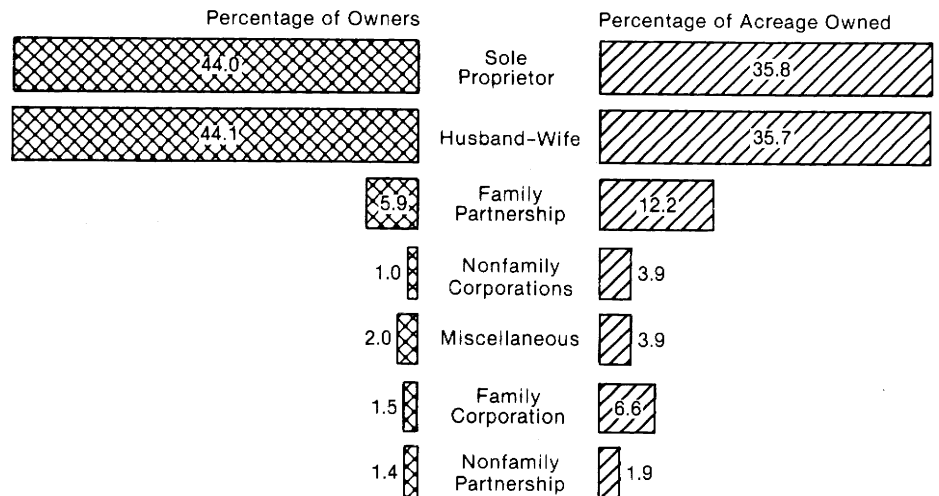 Percentage of Owners
Percentage of Acreage Owned
44.0
Sole
Proprietor
35.8
44.1
Husband-Wife
35.7
5.9
Family
Partnership
12.2
1.0
Nonfamily
Corporations
3.9
2.0
Miscellaneous
3.9
1.5
Family
Corporation
6.6
1.4
Nonfamily
Partnership
1.9